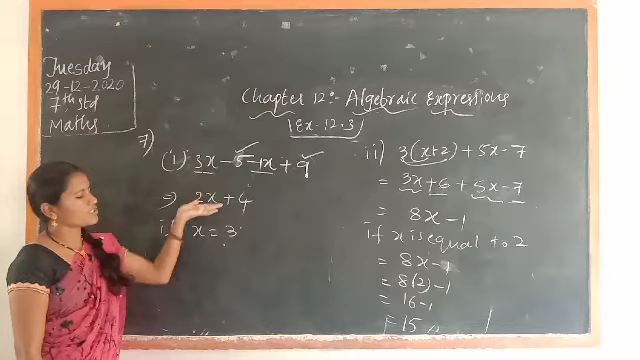 Tuesday
29-12-2020
7th std
Maths
Chapter 12:- Algebraic Expressions
Ex-12.3
7)
(i) 3x - 5 - 1x + 9
⇒ 2x + 4
x = 3
ii) 3(x+2) + 5x - 7
= 3x + 6 + 5x - 7
= 8x - 1
if x is equal to 2
= 8x - 1
= 8(2) - 1
= 16 - 1
= 15 //